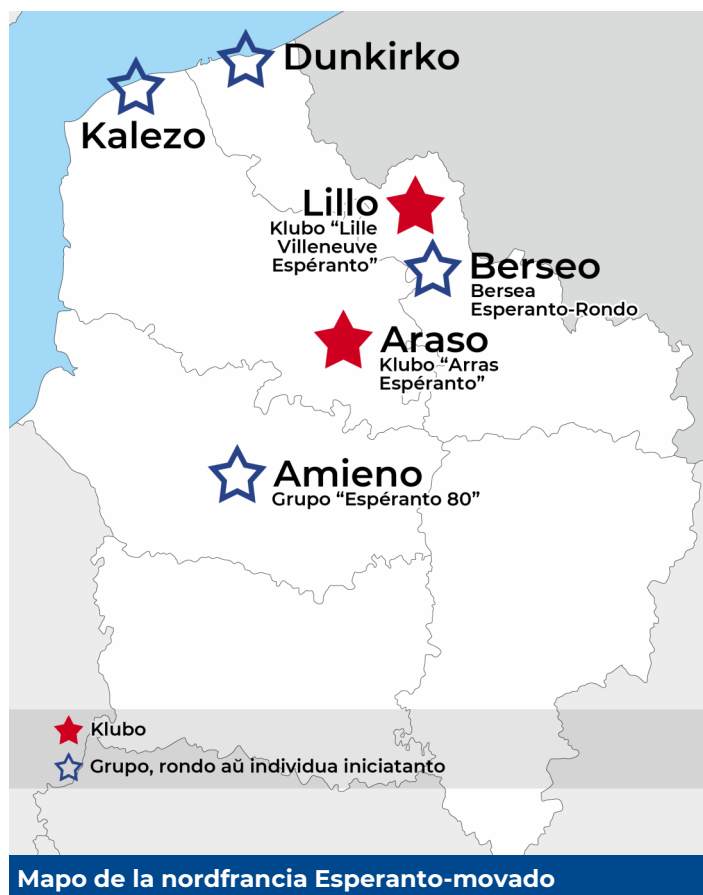 Dunkirko
Kalezo
Lillo
Klubo “Lille
Villeneuve
Espéranto”
Berseo
Bersea
Esperanto-Rondo
Araso
Klubo “Arras
Espéranto”
Amieno
Grupo “Espéranto 80”
Klubo
Grupo, rondo aŭ individua iniciatanto
Mapo de la nordfrancia Esperanto-movado